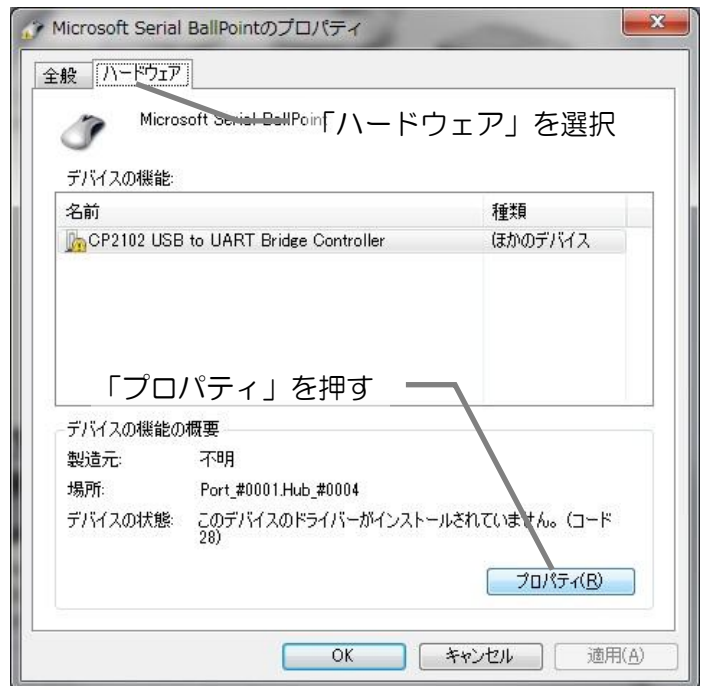 Microsoft Serial BallPointのプロパティ
全般 ハードウェア
Microsoft Serial BallPoint
「ハードウェア」を選択
デバイスの機能:
名前 種類
CP2102 USB to UART Bridge Controller ほかのデバイス
「プロパティ」を押す
デバイスの機能の概要
製造元: 不明
場所: Port_#0001.Hub_#0004
デバイスの状態: このデバイスのドライバーがインストールされていません。(コード
28)
プロパティ(R)
OK キャンセル 適用(A)